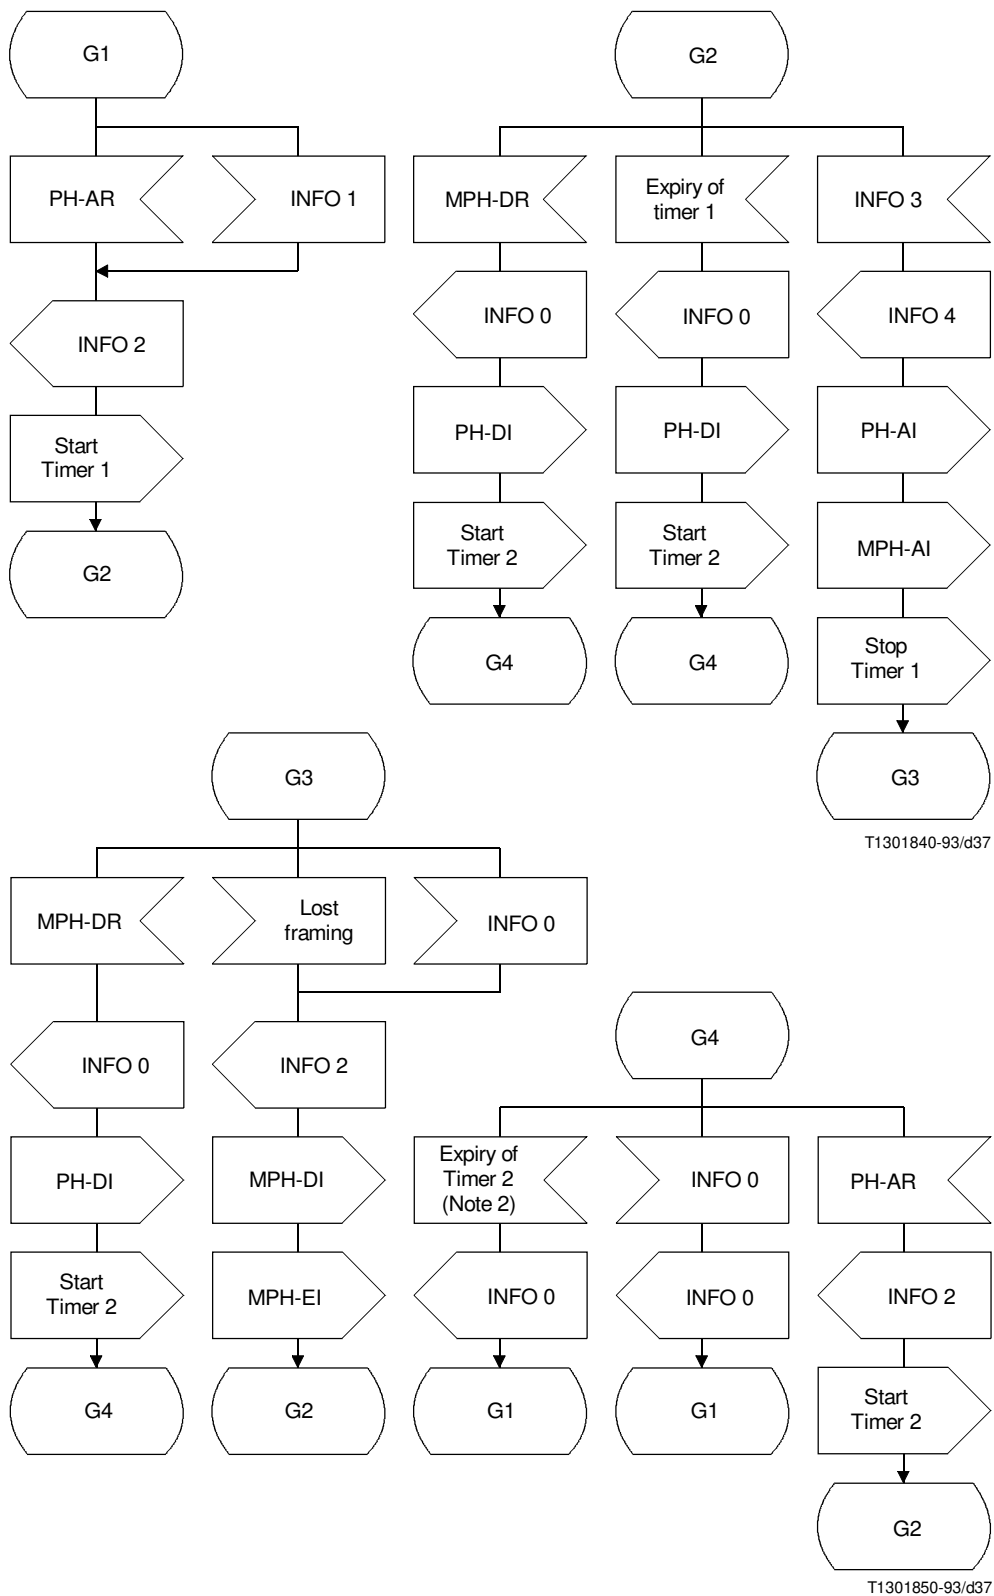 G1
PH-AR
INFO 1
INFO 2
Start
Timer 1
G2
G2
MPH-DR
Expiry of
timer 1
INFO 3
INFO 0
INFO 0
INFO 4
PH-DI
PH-DI
PH-AI
Start
Timer 2
Start
Timer 2
MPH-AI
G4
G4
Stop
Timer 1
G3
T1301840-93/d37
G3
MPH-DR
Lost
framing
INFO 0
INFO 0
INFO 2
PH-DI
MPH-DI
Start
Timer 2
MPH-EI
G4
G2
G4
Expiry of
Timer 2
(Note 2)
INFO 0
PH-AR
INFO 0
INFO 0
INFO 2
G1
G1
Start
Timer 2
G2
T1301850-93/d37